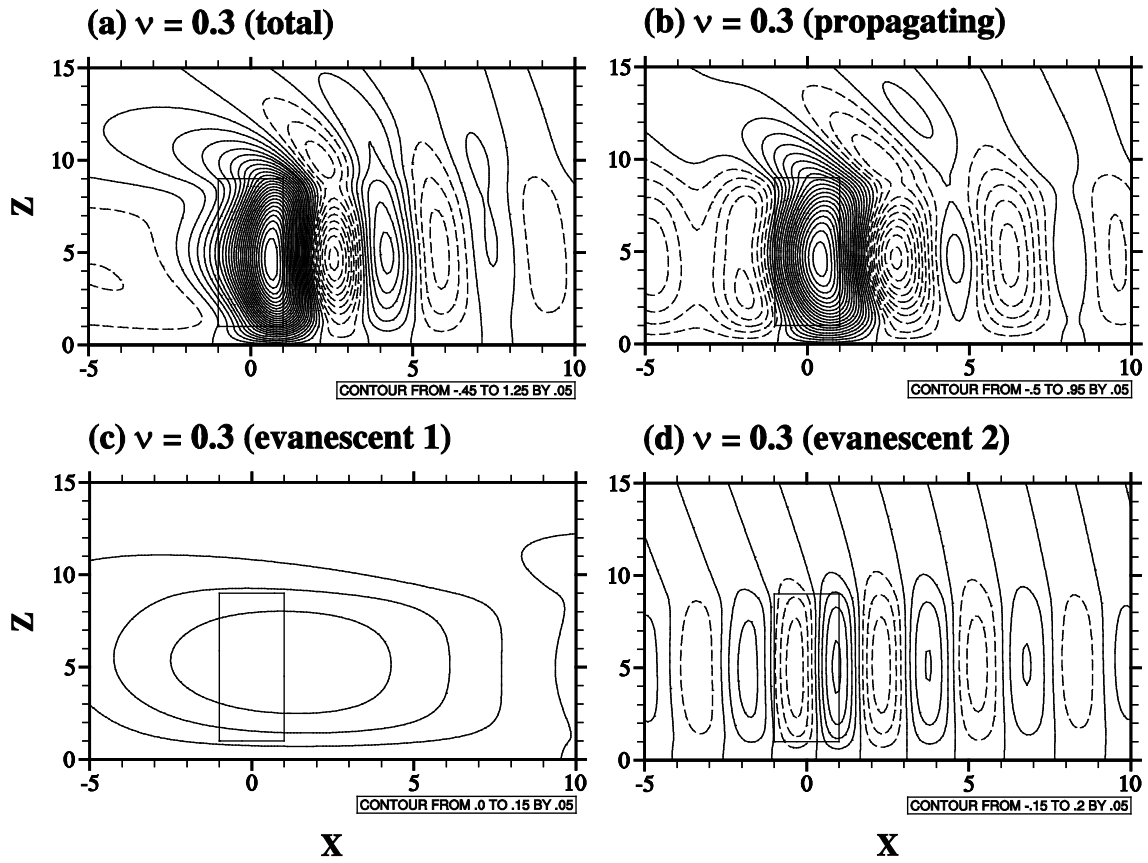 (a) ν = 0.3 (total)
15
10
5
0
Z
-5
0
5
10
CONTOUR FROM -.45 TO 1.25 BY .05
(b) ν = 0.3 (propagating)
15
10
5
0
-5
0
5
10
CONTOUR FROM -.5 TO .95 BY .05
(c) ν = 0.3 (evanescent 1)
15
10
5
0
Z
-5
0
5
10
CONTOUR FROM .0 TO .15 BY .05
X
(d) ν = 0.3 (evanescent 2)
15
10
5
0
-5
0
5
10
CONTOUR FROM -.15 TO .2 BY .05
X